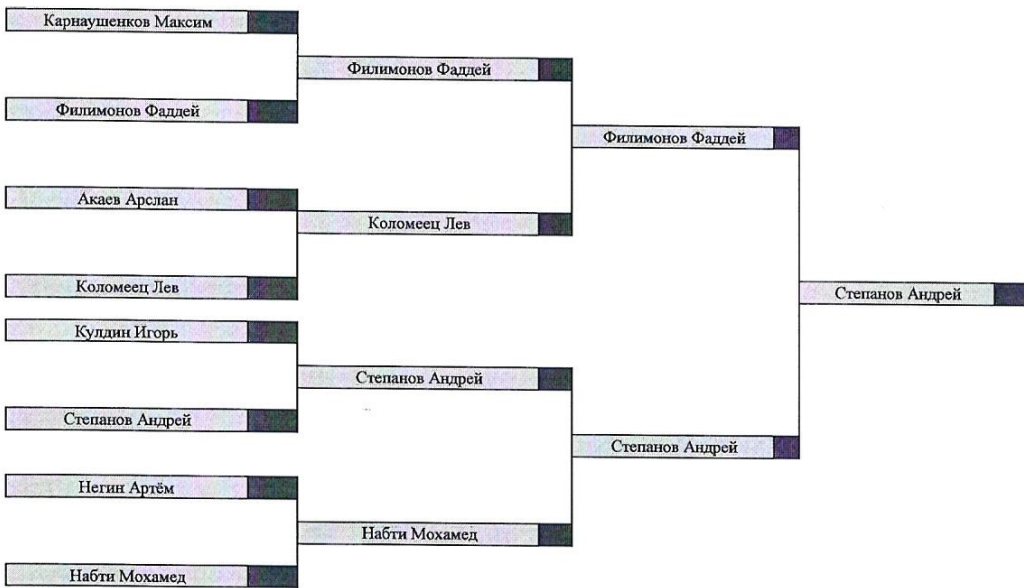 Карнаушенков Максим
Филимонов Фаддей
Филимонов Фаддей
Филимонов Фаддей
Акаев Арслан
Коломеец Лев
Коломеец Лев
Степанов Андрей
Кулдин Игорь
Степанов Андрей
Степанов Андрей
Степанов Андрей
Негин Артём
Набти Мохамед
Набти Мохамед